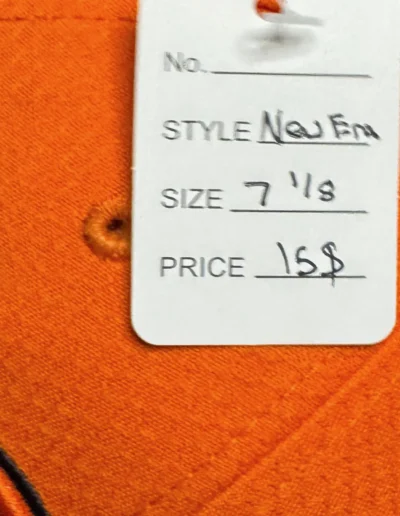 No.
STYLE New Era
SIZE 7 1/8
PRICE 15$